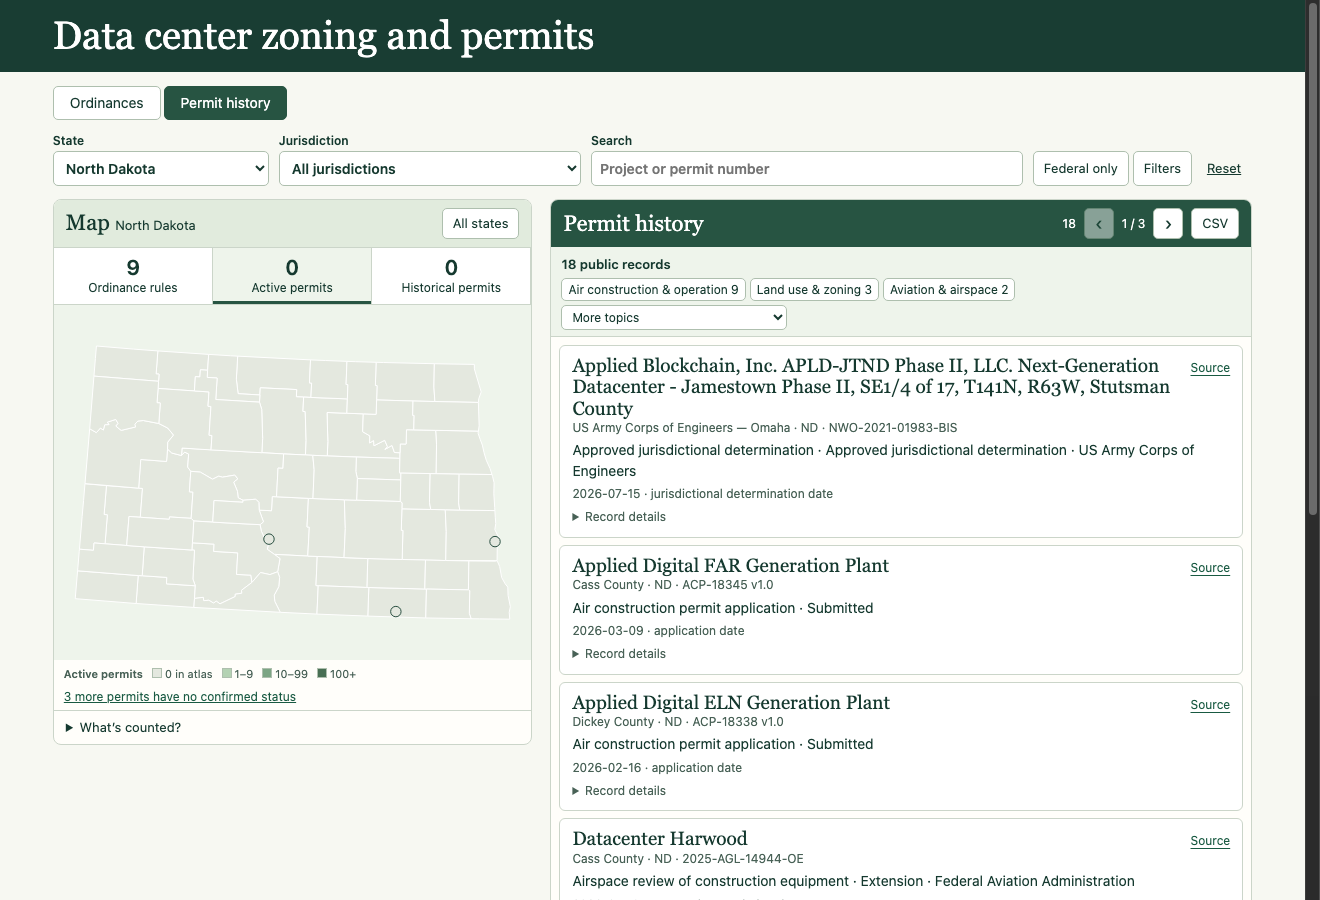 Data center zoning and permits
Ordinances
Permit history
State
Jurisdiction
Search
North Dakota
All jurisdictions
Project or permit number
Federal only
Filters
Reset
Map North Dakota
All states
9
Ordinance rules
0
Active permits
0
Historical permits
Active permits
0 in atlas
1–9
10–99
100+
3 more permits have no confirmed status
What's counted?
Permit history
18
‹
1 / 3
›
CSV
18 public records
Air construction & operation 9
Land use & zoning 3
Aviation & airspace 2
More topics
Applied Blockchain, Inc. APLD-JTND Phase II, LLC. Next-Generation
Datacenter - Jamestown Phase II, SE1/4 of 17, T141N, R63W, Stutsman
County
Source
US Army Corps of Engineers — Omaha · ND · NWO-2021-01983-BIS
Approved jurisdictional determination · Approved jurisdictional determination · US Army Corps of
Engineers
2026-07-15 · jurisdictional determination date
Record details
Applied Digital FAR Generation Plant
Source
Cass County · ND · ACP-18345 v1.0
Air construction permit application · Submitted
2026-03-09 · application date
Record details
Applied Digital ELN Generation Plant
Source
Dickey County · ND · ACP-18338 v1.0
Air construction permit application · Submitted
2026-02-16 · application date
Record details
Datacenter Harwood
Source
Cass County · ND · 2025-AGL-14944-OE
Airspace review of construction equipment · Extension · Federal Aviation Administration